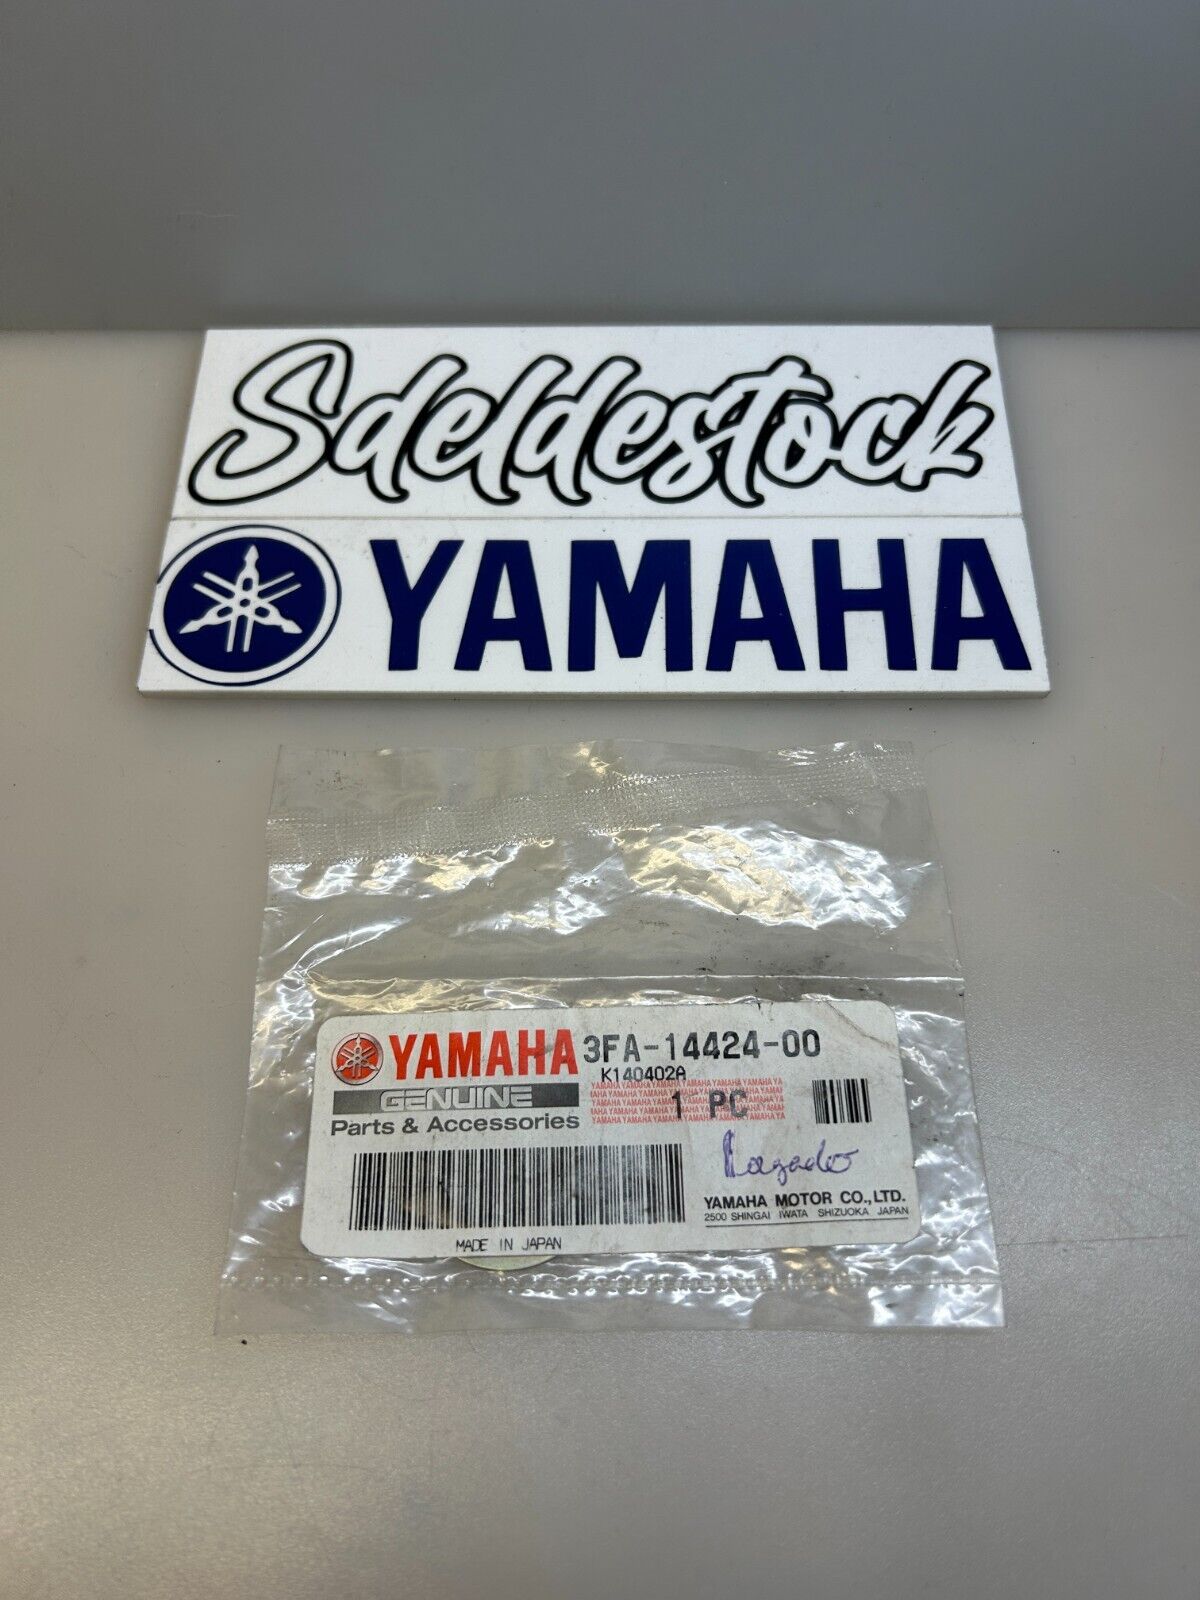 Sdeldestock
YAMAHA
YAMAHA 3FA-14424-00
K140402A
GENUINE
Parts & Accessories
1 PC
YAMAHA MOTOR CO.,LTD.
2500 SHINGAI IWATA SHIZUOKA JAPAN
MADE IN JAPAN